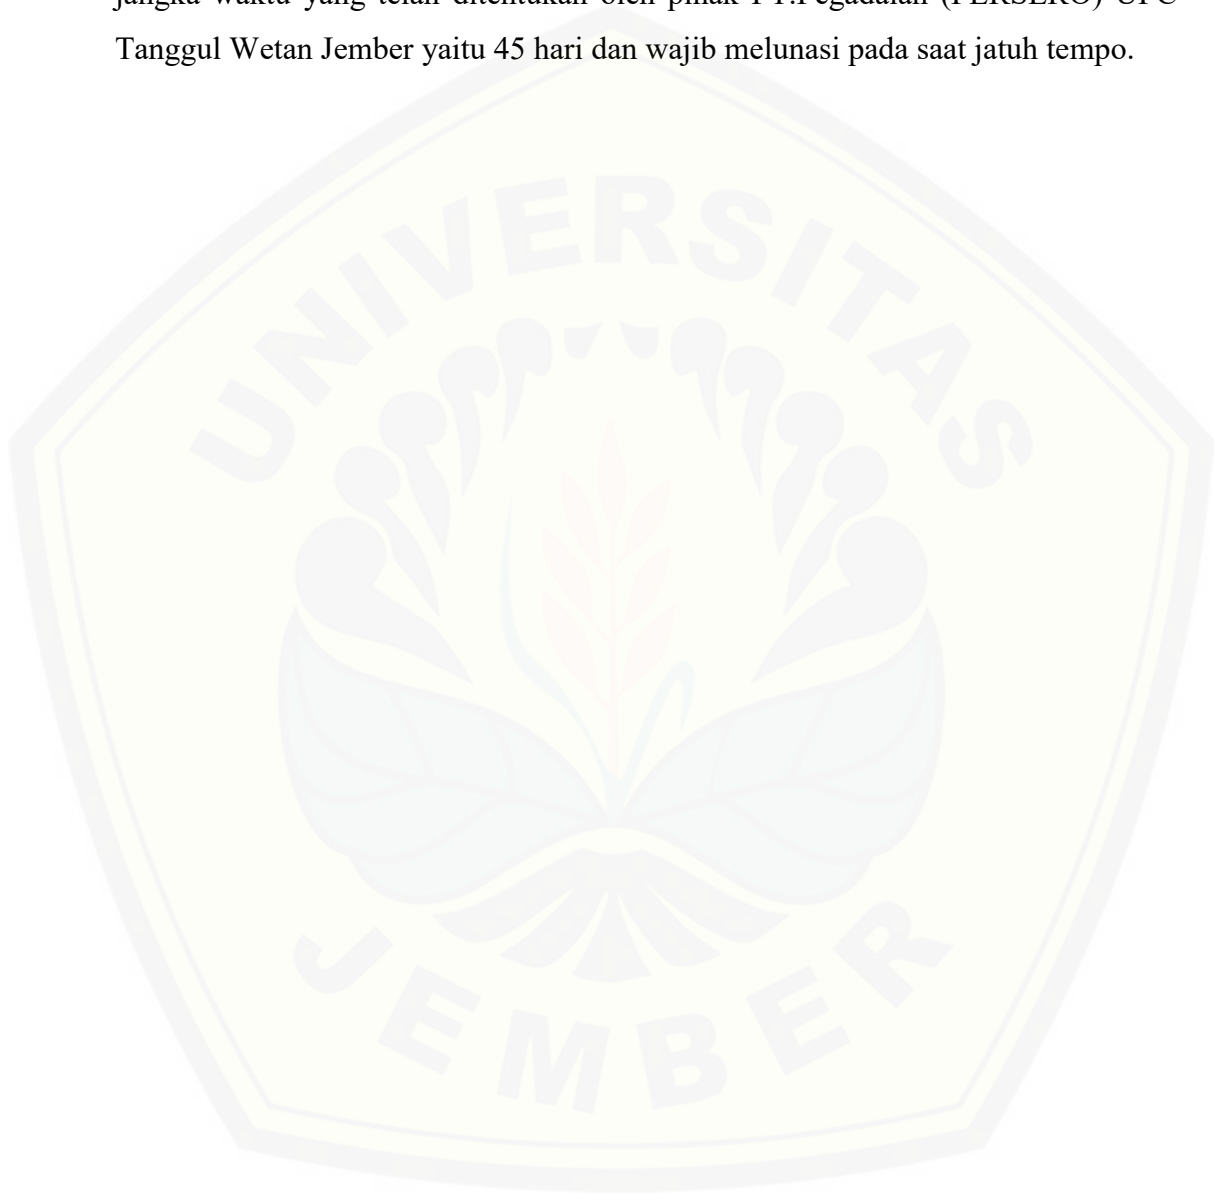 jangka waktu yang telah ditentukan oleh pihak PT.Pegadaian (PERSERO) UPC
Tanggul Wetan Jember yaitu 45 hari dan wajib melunasi pada saat jatuh tempo.
UNIVERSITAS
JEMBER